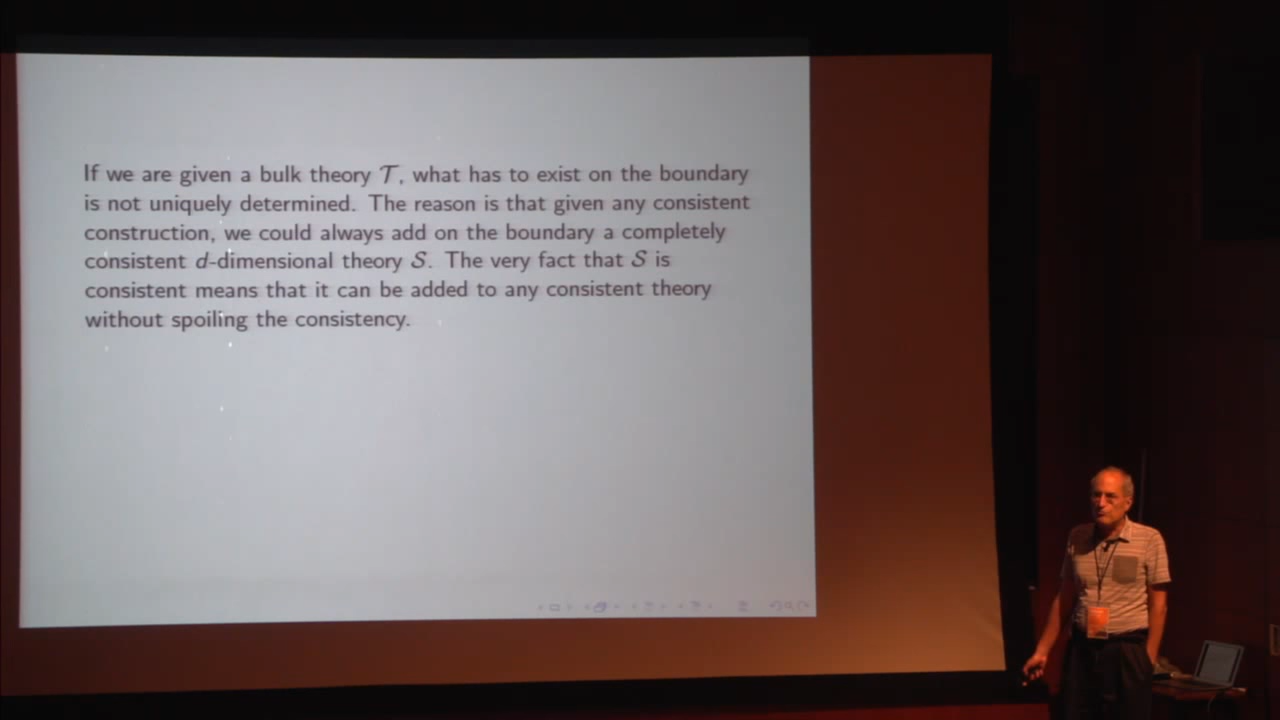 If we are given a bulk theory 𝒯, what has to exist on the boundary
is not uniquely determined. The reason is that given any consistent
construction, we could always add on the boundary a completely
consistent d-dimensional theory 𝒮. The very fact that 𝒮 is
consistent means that it can be added to any consistent theory
without spoiling the consistency.